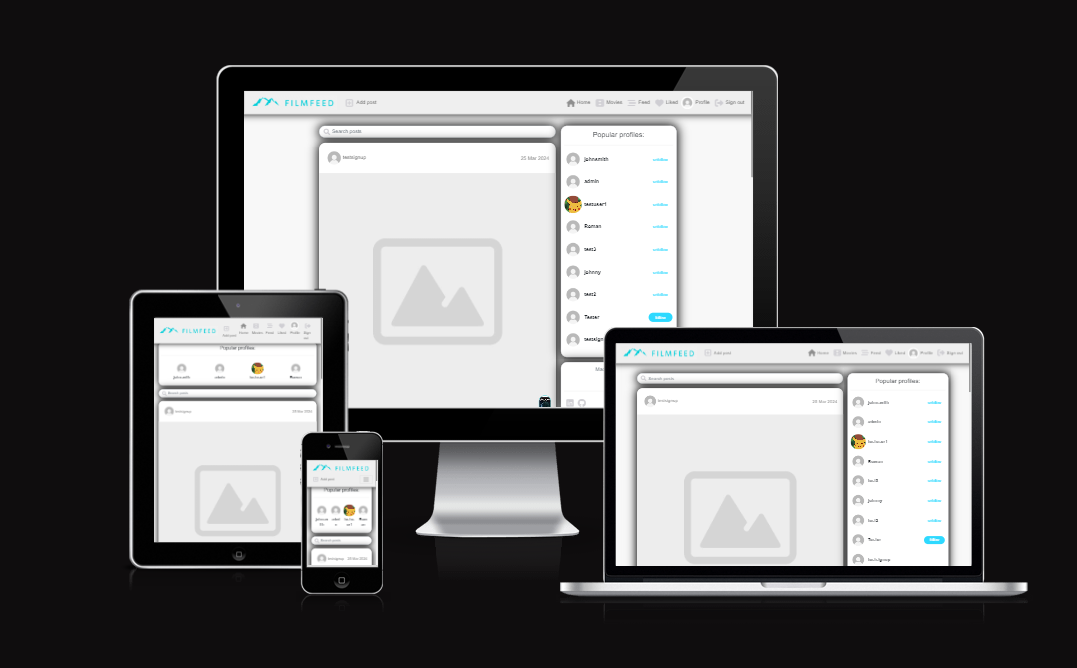 FILMFEED Add post Home Movies Feed Liked Profile Sign out
Search posts
testsignup 25 Mar 2024
Popular profiles:
johnsmith unfollow
admin unfollow
testuser1 unfollow
Roman unfollow
test3 unfollow
johnny unfollow
test2 unfollow
Tester follow
testsignup
FILMFEED Add post Home Movies Feed Liked Profile Sign out
Popular profiles:
johnsmith admin testuser1 Roman
Search posts
testsignup 25 Mar 2024
FILMFEED
Add post
Popular profiles:
Search posts
testsignup 25 Mar 2024
FILMFEED Add post Home Movies Feed Liked Profile Sign out
Search posts
testsignup 25 Mar 2024
Popular profiles:
johnsmith unfollow
admin unfollow
testuser1 unfollow
Roman unfollow
test3 unfollow
johnny unfollow
test2 unfollow
Tester follow
testsignup